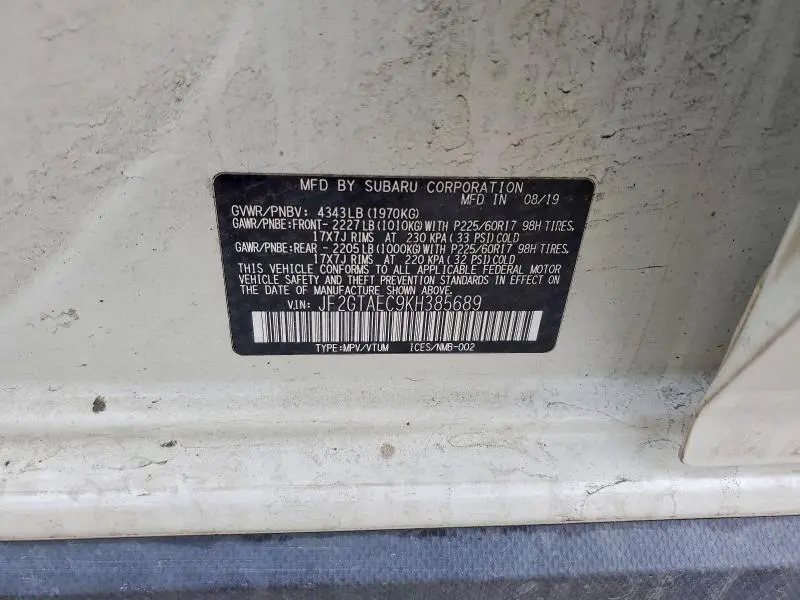 MFD BY SUBARU CORPORATION
MFD IN 08/19
GVWR/PNBV: 4343LB (1970KG)
GAWR/PNBE:FRONT- 2227LB (1010KG) WITH P225/60R17 98H TIRES,
17X7J RIMS AT 230 KPA (33 PSI) COLD
GAWR/PNBE:REAR - 2205LB (1000KG) WITH P225/60R17 98H TIRES,
17X7J RIMS AT 220 KPA (32 PSI) COLD
THIS VEHICLE CONFORMS TO ALL APPLICABLE FEDERAL MOTOR
VEHICLE SAFETY AND THEFT PREVENTION STANDARDS
IN EFFECT ON THE DATE OF MANUFACTURE SHOWN ABOVE.
VIN: JF2GTAEC9KH385689
TYPE:MPV/VTUM ICES/NMB-002